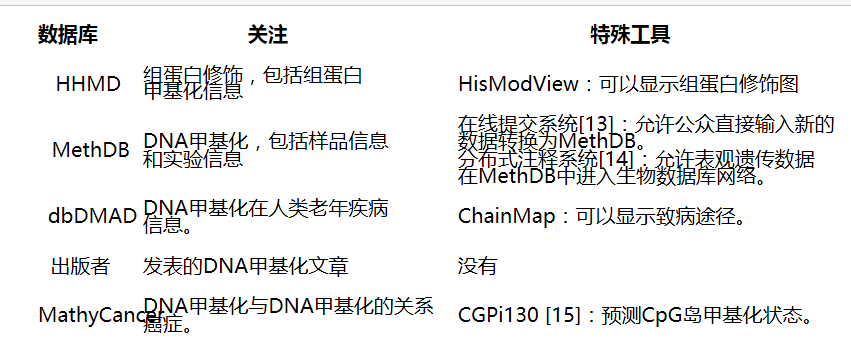 数据库 关注 特殊工具
HHMD 组蛋白修饰，包括组蛋白
甲基化信息
HisModView：可以显示组蛋白修饰图
MethDB DNA甲基化，包括样品信息
和实验信息
在线提交系统[13]：允许公众直接输入新的
数据转换为MethDB。
分布式注释系统[14]：允许表观遗传数据
在MethDB中进入生物数据库网络。
dbDMAD DNA甲基化在人类老年疾病
信息。
ChainMap：可以显示致病途径。
出版者 发表的DNA甲基化文章 没有
MathyCancer DNA甲基化与DNA甲基化的关系
癌症。
CGPi130 [15]：预测CpG岛甲基化状态。